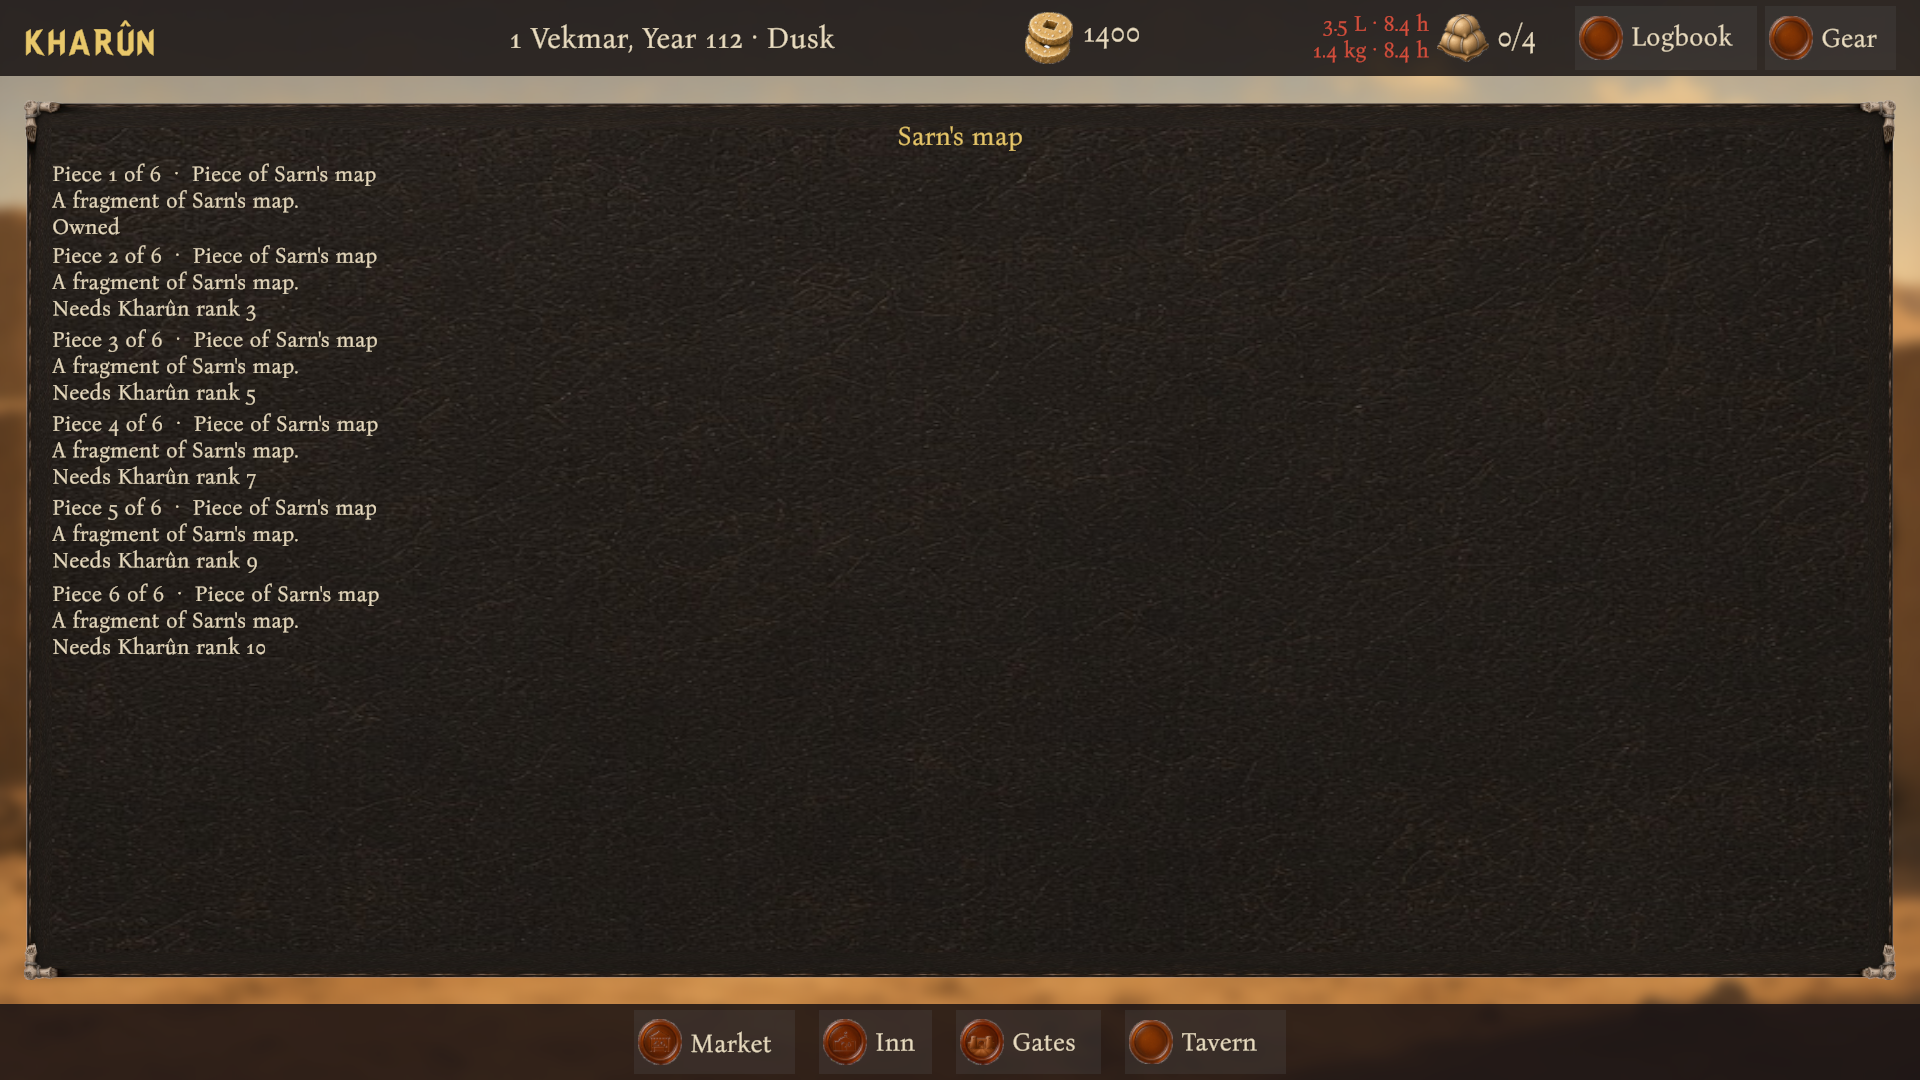 KHARÛN
1 Vekmar, Year 112 · Dusk
1400
3.5 L · 8.4 h
1.4 kg · 8.4 h
0/4
Logbook
Gear
Sarn's map
Piece 1 of 6 · Piece of Sarn's map
A fragment of Sarn's map.
Owned
Piece 2 of 6 · Piece of Sarn's map
A fragment of Sarn's map.
Needs Kharûn rank 3
Piece 3 of 6 · Piece of Sarn's map
A fragment of Sarn's map.
Needs Kharûn rank 5
Piece 4 of 6 · Piece of Sarn's map
A fragment of Sarn's map.
Needs Kharûn rank 7
Piece 5 of 6 · Piece of Sarn's map
A fragment of Sarn's map.
Needs Kharûn rank 9
Piece 6 of 6 · Piece of Sarn's map
A fragment of Sarn's map.
Needs Kharûn rank 10
Market
Inn
Gates
Tavern